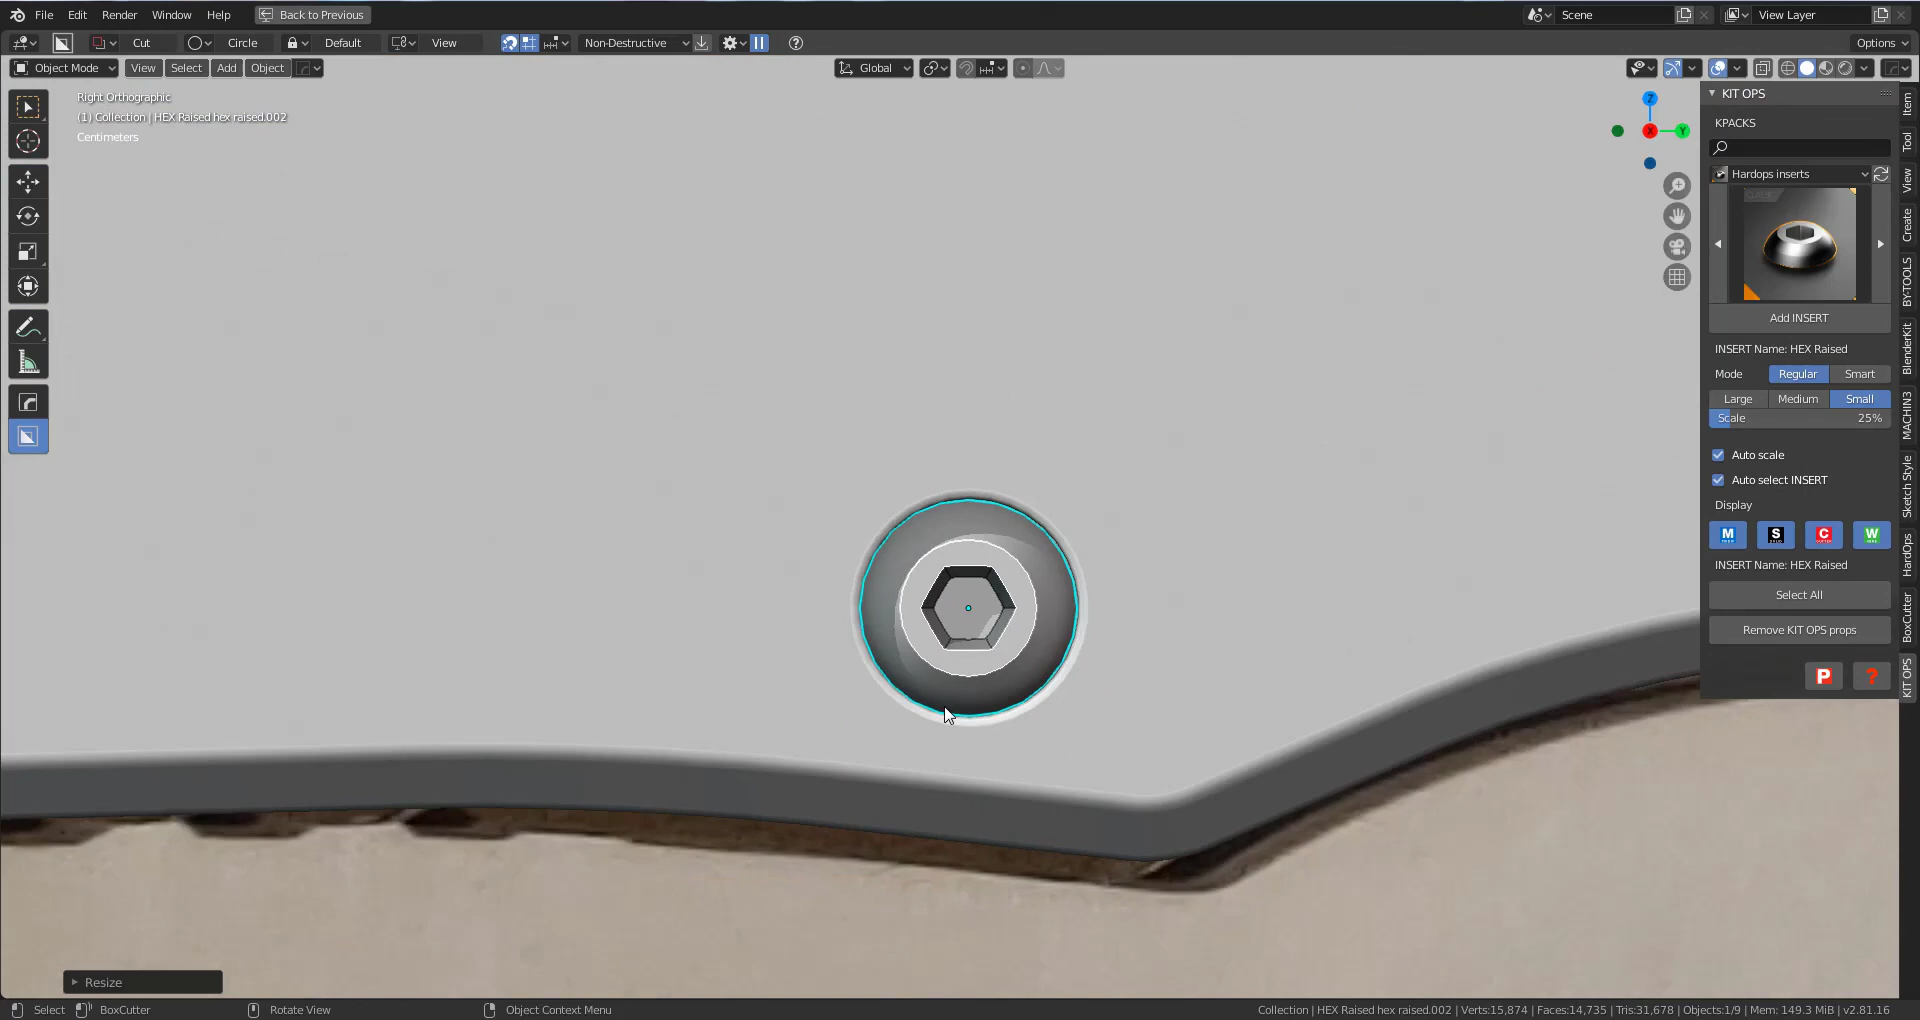 File Edit Render Window Help Back to Previous Scene View Layer
Cut Circle Default View Non-Destructive Options
Object Mode View Select Add Object Global
Right Orthographic
(1) Collection | HEX Raised hex raised.002
Centimeters
Z
X
Y
KIT OPS
KPACKS
Hardops inserts
Add INSERT
INSERT Name: HEX Raised
Mode Regular Smart
Large Medium Small
Scale 25%
Auto scale
Auto select INSERT
Display
M S C W
INSERT Name: HEX Raised
Select All
Remove KIT OPS props
P ?
Item
Tool
View
Create
BY-TOOLS
BlenderKit
MACHIN3
Sketch Style
HardOps
BoxCutter
KIT OPS
Resize
Select BoxCutter Rotate View Object Context Menu Collection | HEX Raised hex raised.002 | Verts:15,874 | Faces:14,735 | Tris:31,678 | Objects:1/9 | Mem: 149.3 MiB | v2.81.16